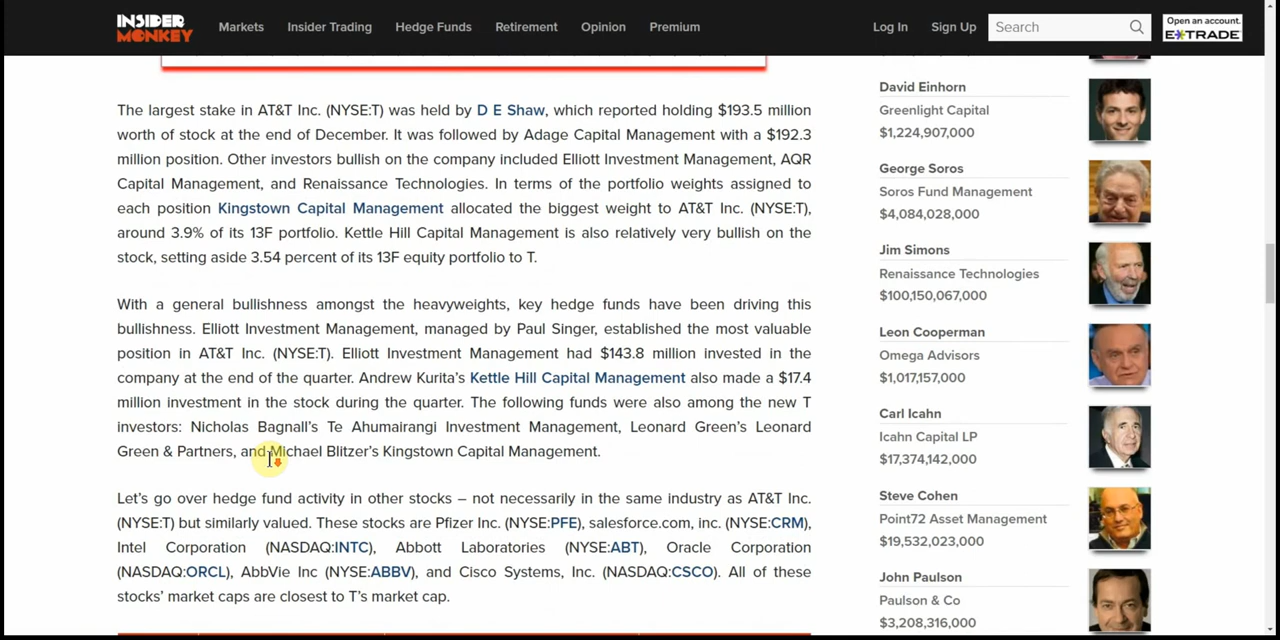 INSIDER
MONKEY
Markets Insider Trading Hedge Funds Retirement Opinion Premium Log In Sign Up Search
Open an account.
E*TRADE
The largest stake in AT&T Inc. (NYSE:T) was held by D E Shaw, which reported holding $193.5 million
worth of stock at the end of December. It was followed by Adage Capital Management with a $192.3
million position. Other investors bullish on the company included Elliott Investment Management, AQR
Capital Management, and Renaissance Technologies. In terms of the portfolio weights assigned to
each position Kingstown Capital Management allocated the biggest weight to AT&T Inc. (NYSE:T),
around 3.9% of its 13F portfolio. Kettle Hill Capital Management is also relatively very bullish on the
stock, setting aside 3.54 percent of its 13F equity portfolio to T.
With a general bullishness amongst the heavyweights, key hedge funds have been driving this
bullishness. Elliott Investment Management, managed by Paul Singer, established the most valuable
position in AT&T Inc. (NYSE:T). Elliott Investment Management had $143.8 million invested in the
company at the end of the quarter. Andrew Kurita's Kettle Hill Capital Management also made a $17.4
million investment in the stock during the quarter. The following funds were also among the new T
investors: Nicholas Bagnall's Te Ahumairangi Investment Management, Leonard Green's Leonard
Green & Partners, and Michael Blitzer's Kingstown Capital Management.
Let's go over hedge fund activity in other stocks – not necessarily in the same industry as AT&T Inc.
(NYSE:T) but similarly valued. These stocks are Pfizer Inc. (NYSE:PFE), salesforce.com, inc. (NYSE:CRM),
Intel Corporation (NASDAQ:INTC), Abbott Laboratories (NYSE:ABT), Oracle Corporation
(NASDAQ:ORCL), AbbVie Inc (NYSE:ABBV), and Cisco Systems, Inc. (NASDAQ:CSCO). All of these
stocks' market caps are closest to T's market cap.
David Einhorn
Greenlight Capital
$1,224,907,000
George Soros
Soros Fund Management
$4,084,028,000
Jim Simons
Renaissance Technologies
$100,150,067,000
Leon Cooperman
Omega Advisors
$1,017,157,000
Carl Icahn
Icahn Capital LP
$17,374,142,000
Steve Cohen
Point72 Asset Management
$19,532,023,000
John Paulson
Paulson & Co
$3,208,316,000